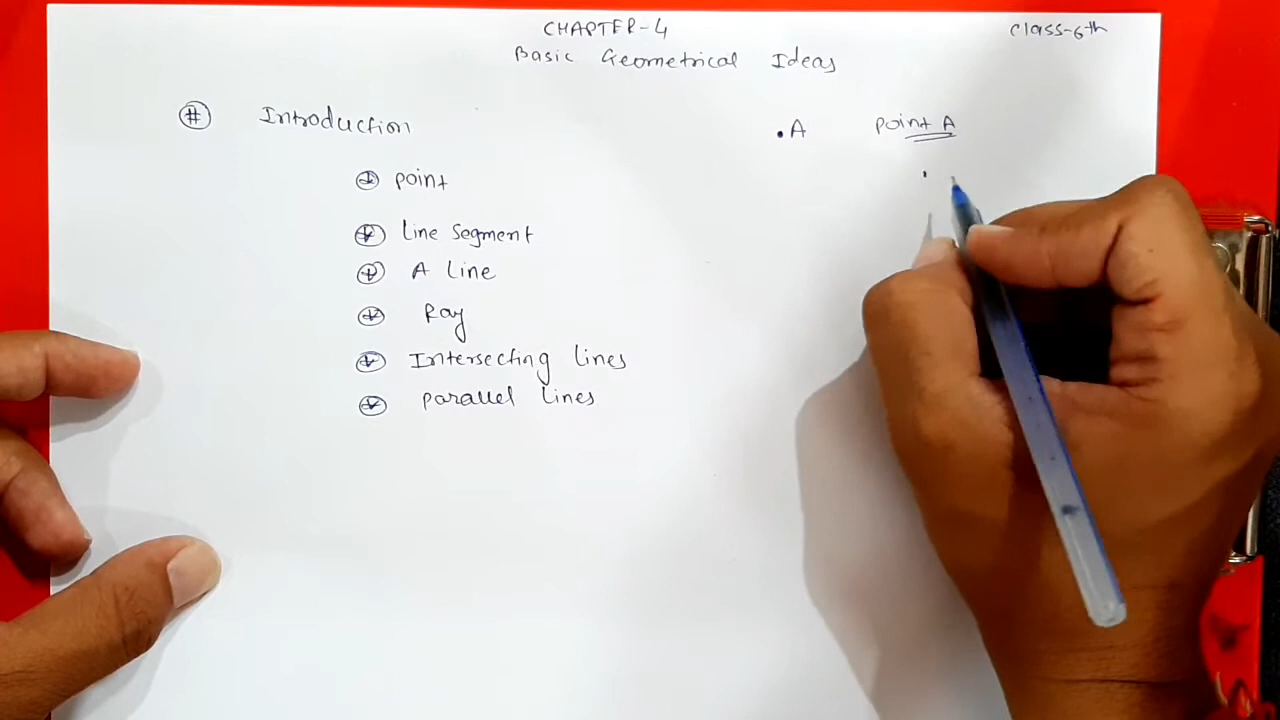 CHAPTER-4
Class-6th
Basic Geometrical Ideas
# Introduction
.A
Point A
Point
Line Segment
A Line
Ray
Intersecting lines
Parallel lines